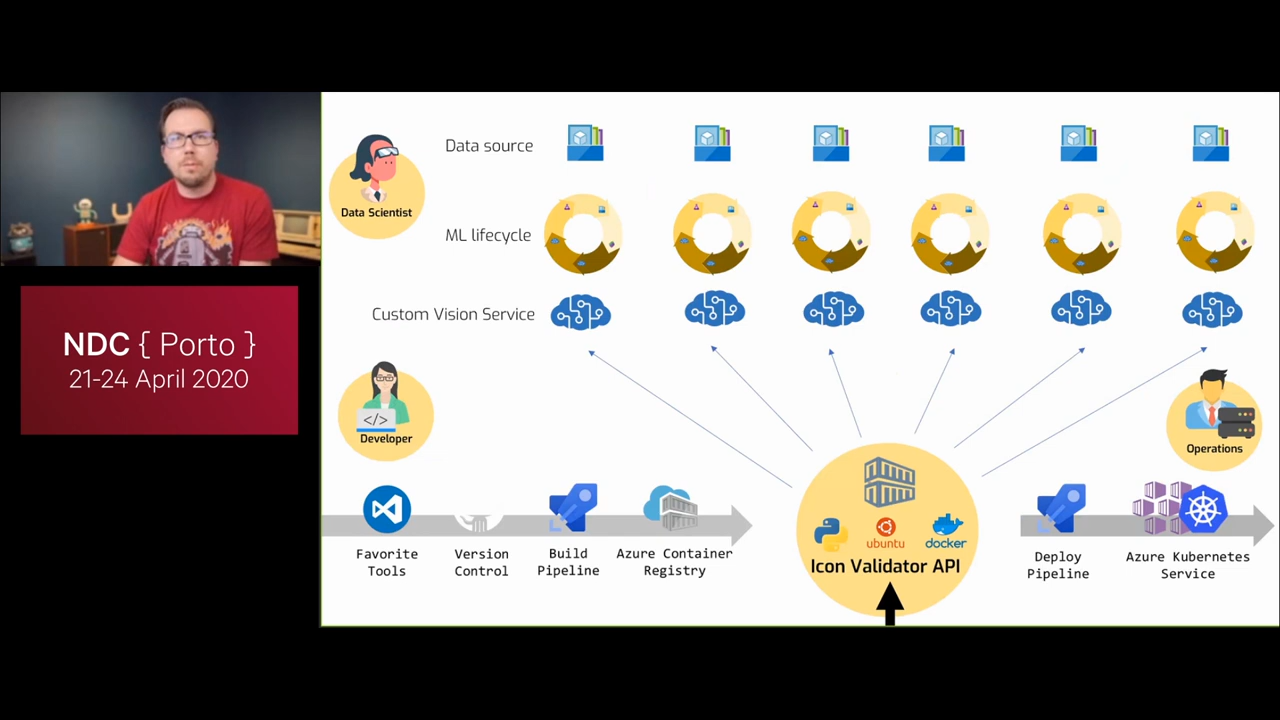 NDC { Porto }
21-24 April 2020
Data Scientist
Data source
ML lifecycle
Custom Vision Service
</>
Developer
Operations
Favorite
Tools
Version
Control
Build
Pipeline
Azure Container
Registry
ubuntu
docker
Icon Validator API
Deploy
Pipeline
Azure Kubernetes
Service